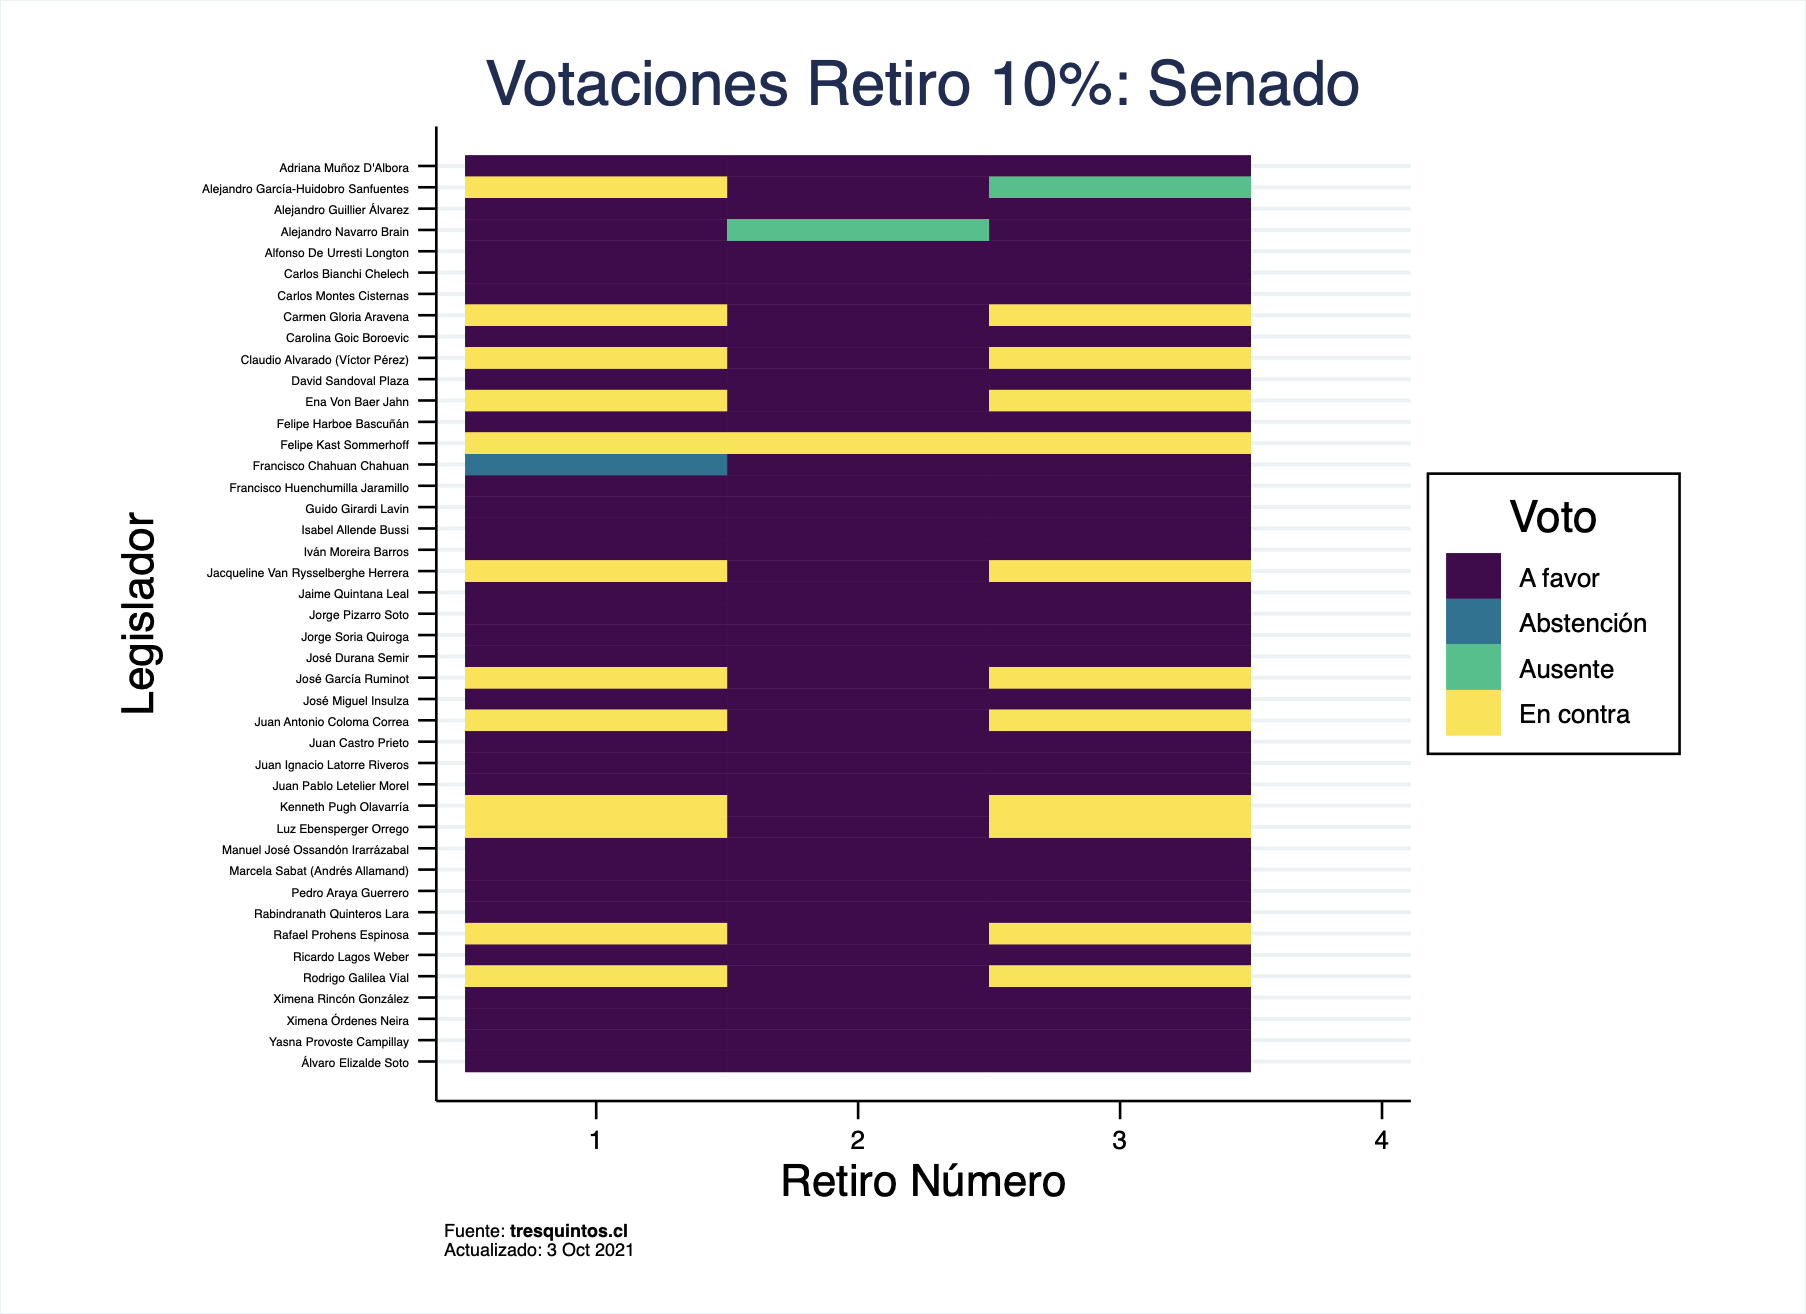 Votaciones Retiro 10%: Senado
Legislador
Adriana Muñoz D'Albora
Alejandro García-Huidobro Sanfuentes
Alejandro Guillier Álvarez
Alejandro Navarro Brain
Alfonso De Urresti Longton
Carlos Bianchi Chelech
Carlos Montes Cisternas
Carmen Gloria Aravena
Carolina Goic Boroevic
Claudio Alvarado (Víctor Pérez)
David Sandoval Plaza
Ena Von Baer Jahn
Felipe Harboe Bascuñán
Felipe Kast Sommerhoff
Francisco Chahuan Chahuan
Francisco Huenchumilla Jaramillo
Guido Girardi Lavin
Isabel Allende Bussi
Iván Moreira Barros
Jacqueline Van Rysselberghe Herrera
Jaime Quintana Leal
Jorge Pizarro Soto
Jorge Soria Quiroga
José Durana Semir
José García Ruminot
José Miguel Insulza
Juan Antonio Coloma Correa
Juan Castro Prieto
Juan Ignacio Latorre Riveros
Juan Pablo Letelier Morel
Kenneth Pugh Olavarría
Luz Ebensperger Orrego
Manuel José Ossandón Irarrázabal
Marcela Sabat (Andrés Allamand)
Pedro Araya Guerrero
Rabindranath Quinteros Lara
Rafael Prohens Espinosa
Ricardo Lagos Weber
Rodrigo Galilea Vial
Ximena Rincón González
Ximena Órdenes Neira
Yasna Provoste Campillay
Álvaro Elizalde Soto
Voto
A favor
Abstención
Ausente
En contra
1 2 3 4
Retiro Número
Fuente: tresquintos.cl
Actualizado: 3 Oct 2021